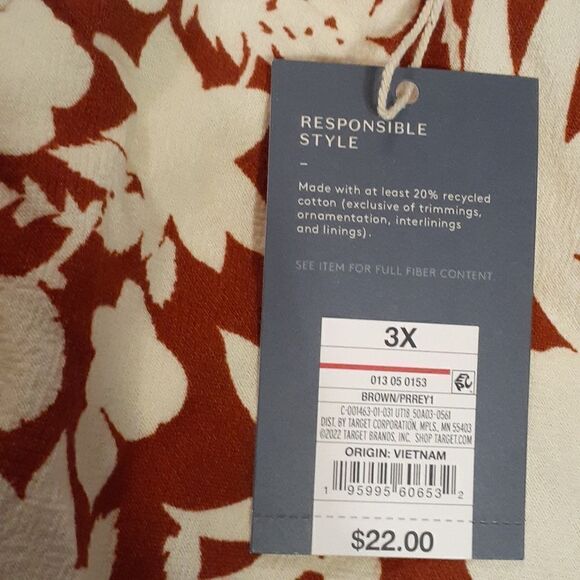 RESPONSIBLE
STYLE
–
Made with at least 20% recycled
cotton (exclusive of trimmings,
ornamentation, interlinings
and linings).
SEE ITEM FOR FULL FIBER CONTENT.
3X
013 05 0153
BROWN/PRREY1
C-001463-01-031 UT18 50A03-0561
DIST. BY TARGET CORPORATION, MPLS., MN 55403
©2022 TARGET BRANDS, INC. SHOP TARGET.COM
ORIGIN: VIETNAM
1 95995 60653 2
$22.00